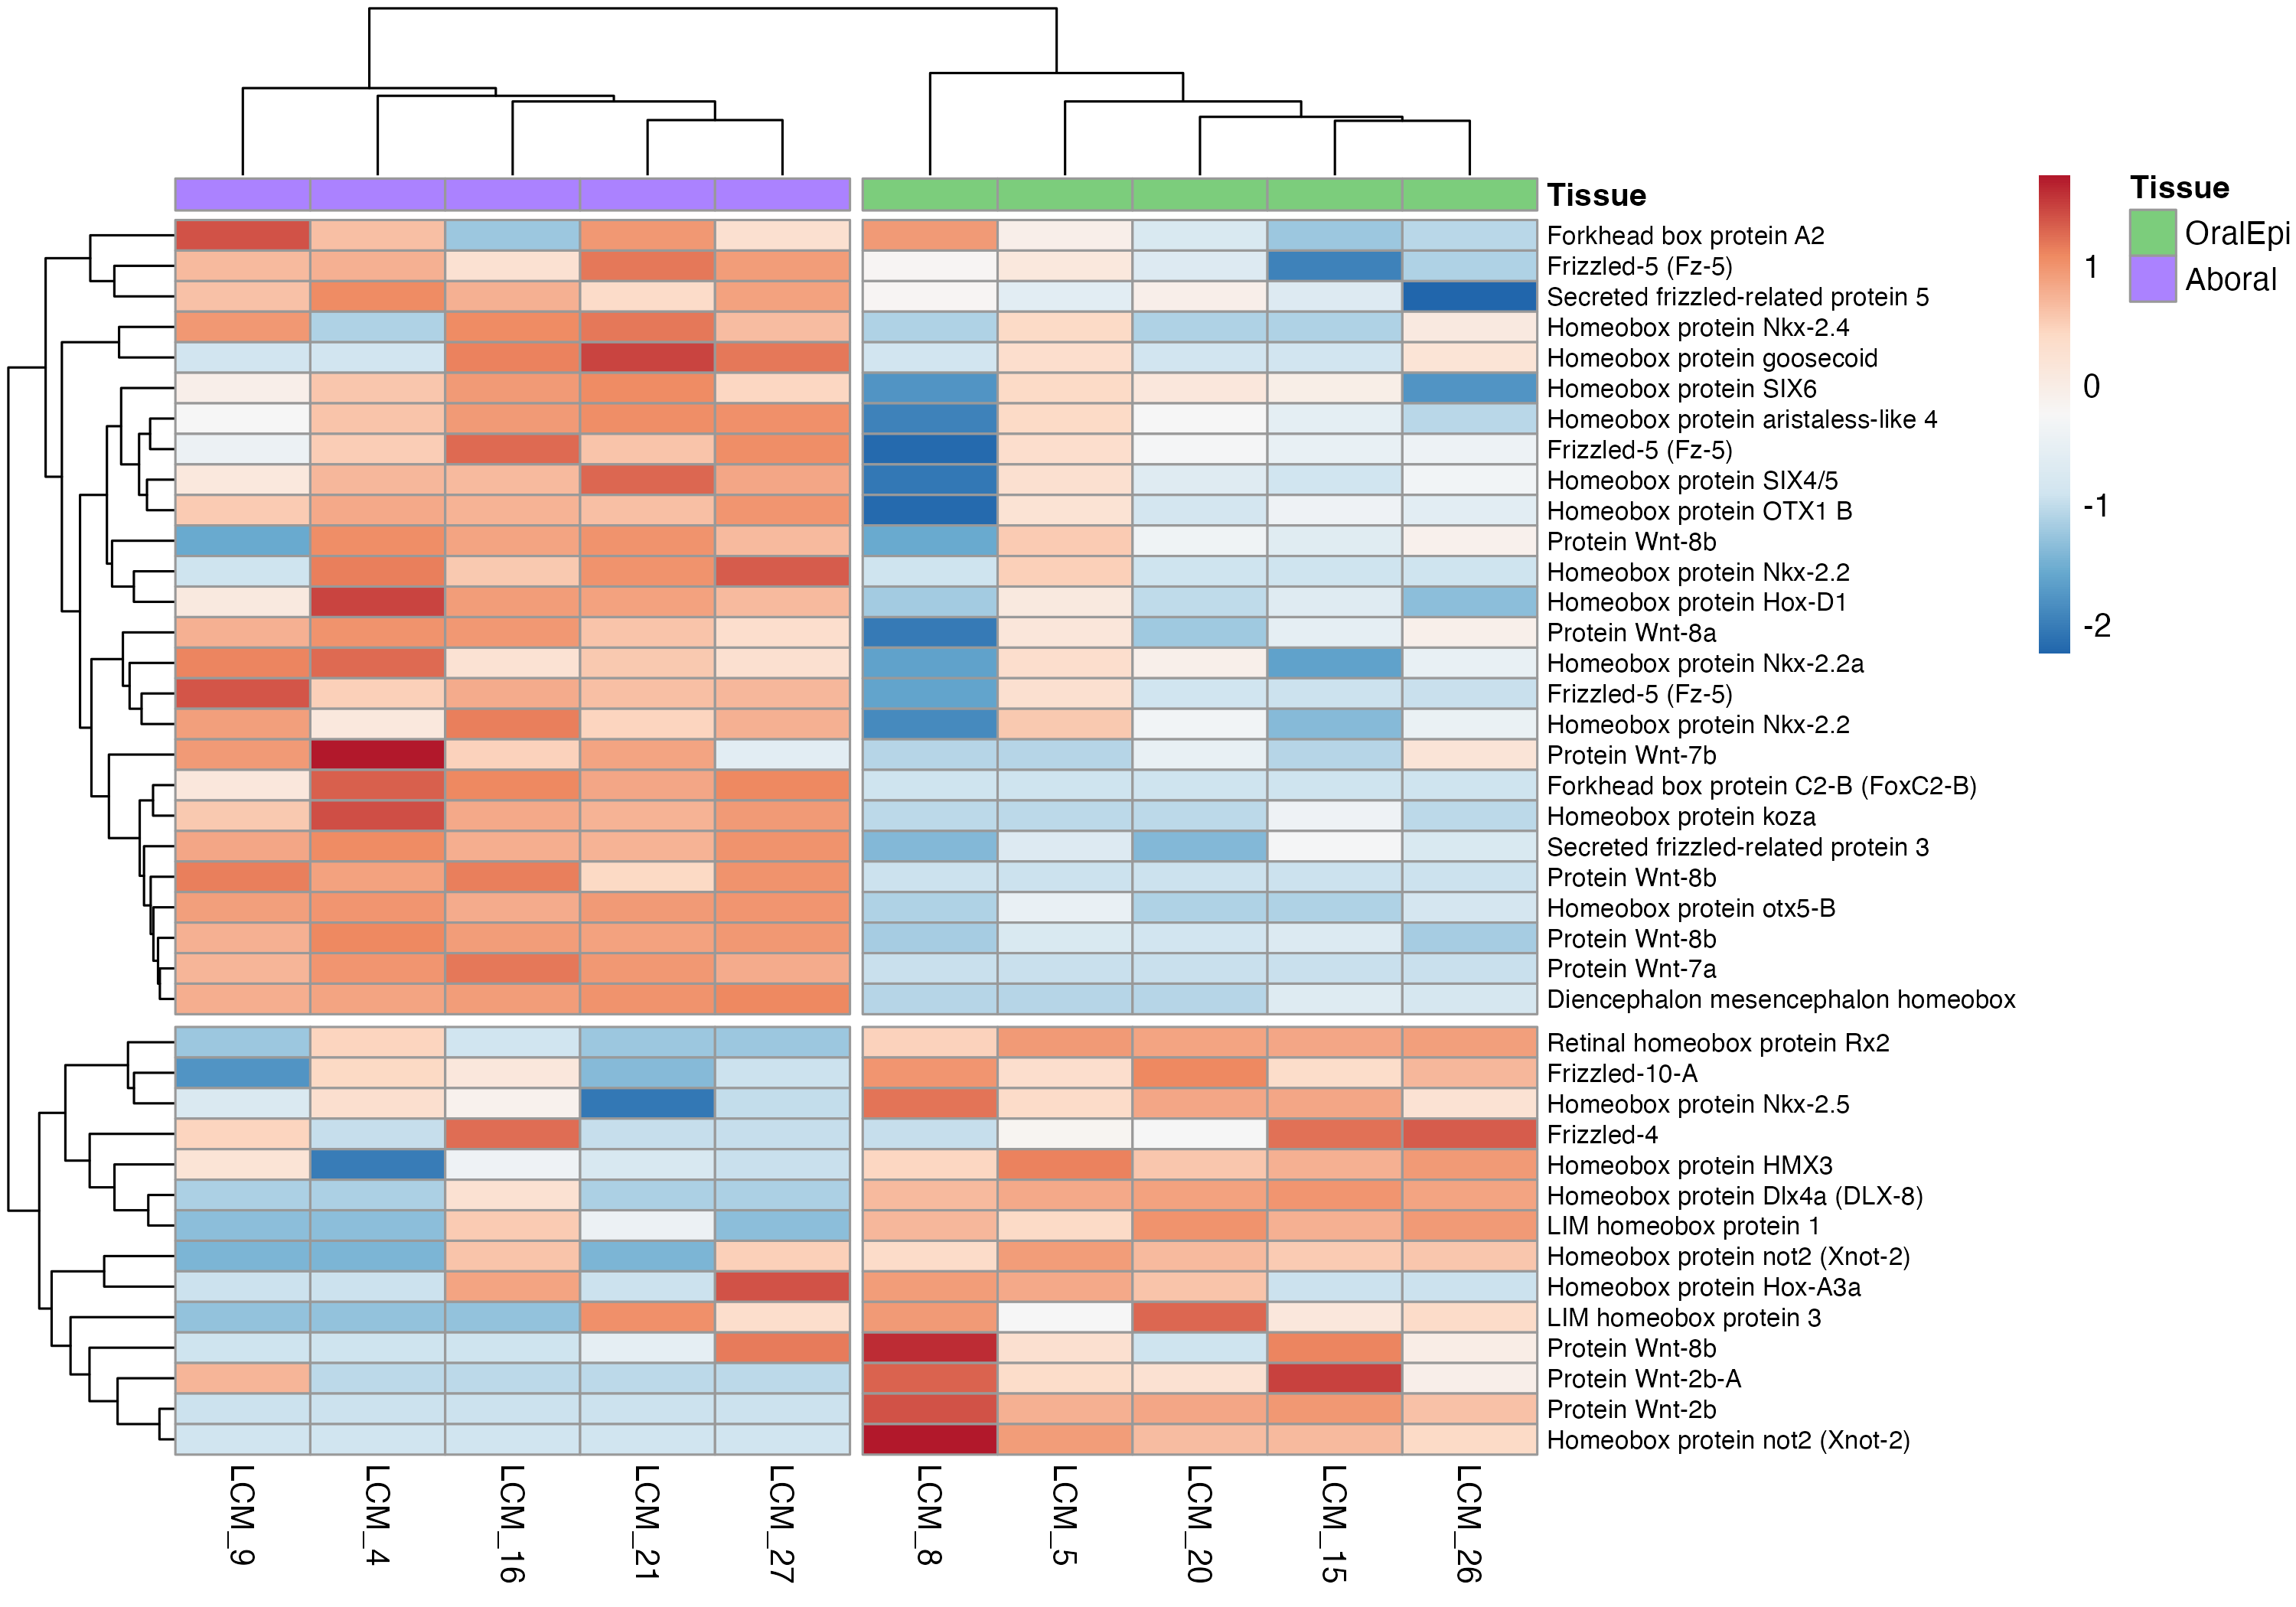 Tissue
Forkhead box protein A2
Frizzled-5 (Fz-5)
Secreted frizzled-related protein 5
Homeobox protein Nkx-2.4
Homeobox protein goosecoid
Homeobox protein SIX6
Homeobox protein aristaless-like 4
Frizzled-5 (Fz-5)
Homeobox protein SIX4/5
Homeobox protein OTX1 B
Protein Wnt-8b
Homeobox protein Nkx-2.2
Homeobox protein Hox-D1
Protein Wnt-8a
Homeobox protein Nkx-2.2a
Frizzled-5 (Fz-5)
Homeobox protein Nkx-2.2
Protein Wnt-7b
Forkhead box protein C2-B (FoxC2-B)
Homeobox protein koza
Secreted frizzled-related protein 3
Protein Wnt-8b
Homeobox protein otx5-B
Protein Wnt-8b
Protein Wnt-7a
Diencephalon mesencephalon homeobox
Retinal homeobox protein Rx2
Frizzled-10-A
Homeobox protein Nkx-2.5
Frizzled-4
Homeobox protein HMX3
Homeobox protein Dlx4a (DLX-8)
LIM homeobox protein 1
Homeobox protein not2 (Xnot-2)
Homeobox protein Hox-A3a
LIM homeobox protein 3
Protein Wnt-8b
Protein Wnt-2b-A
Protein Wnt-2b
Homeobox protein not2 (Xnot-2)
LCM_9
LCM_4
LCM_16
LCM_21
LCM_27
LCM_8
LCM_5
LCM_20
LCM_15
LCM_26
1
0
-1
-2
Tissue
OralEpi
Aboral